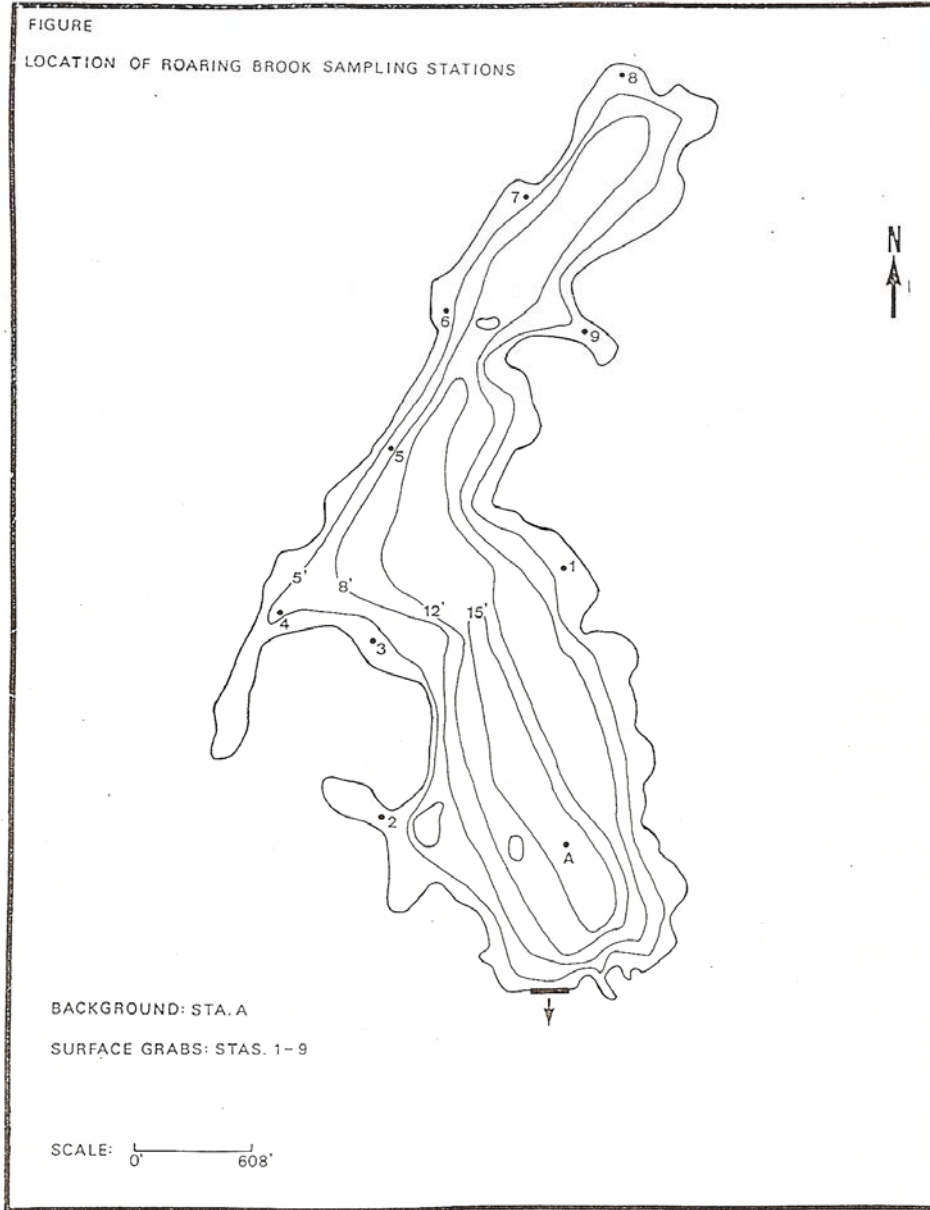 FIGURE
LOCATION OF ROARING BROOK SAMPLING STATIONS
8
7
N
6
9
5
1
5'
8'
4
12'
15'
3
2
A
BACKGROUND: STA. A
SURFACE GRABS: STAS. 1-9
SCALE:
0'
608'